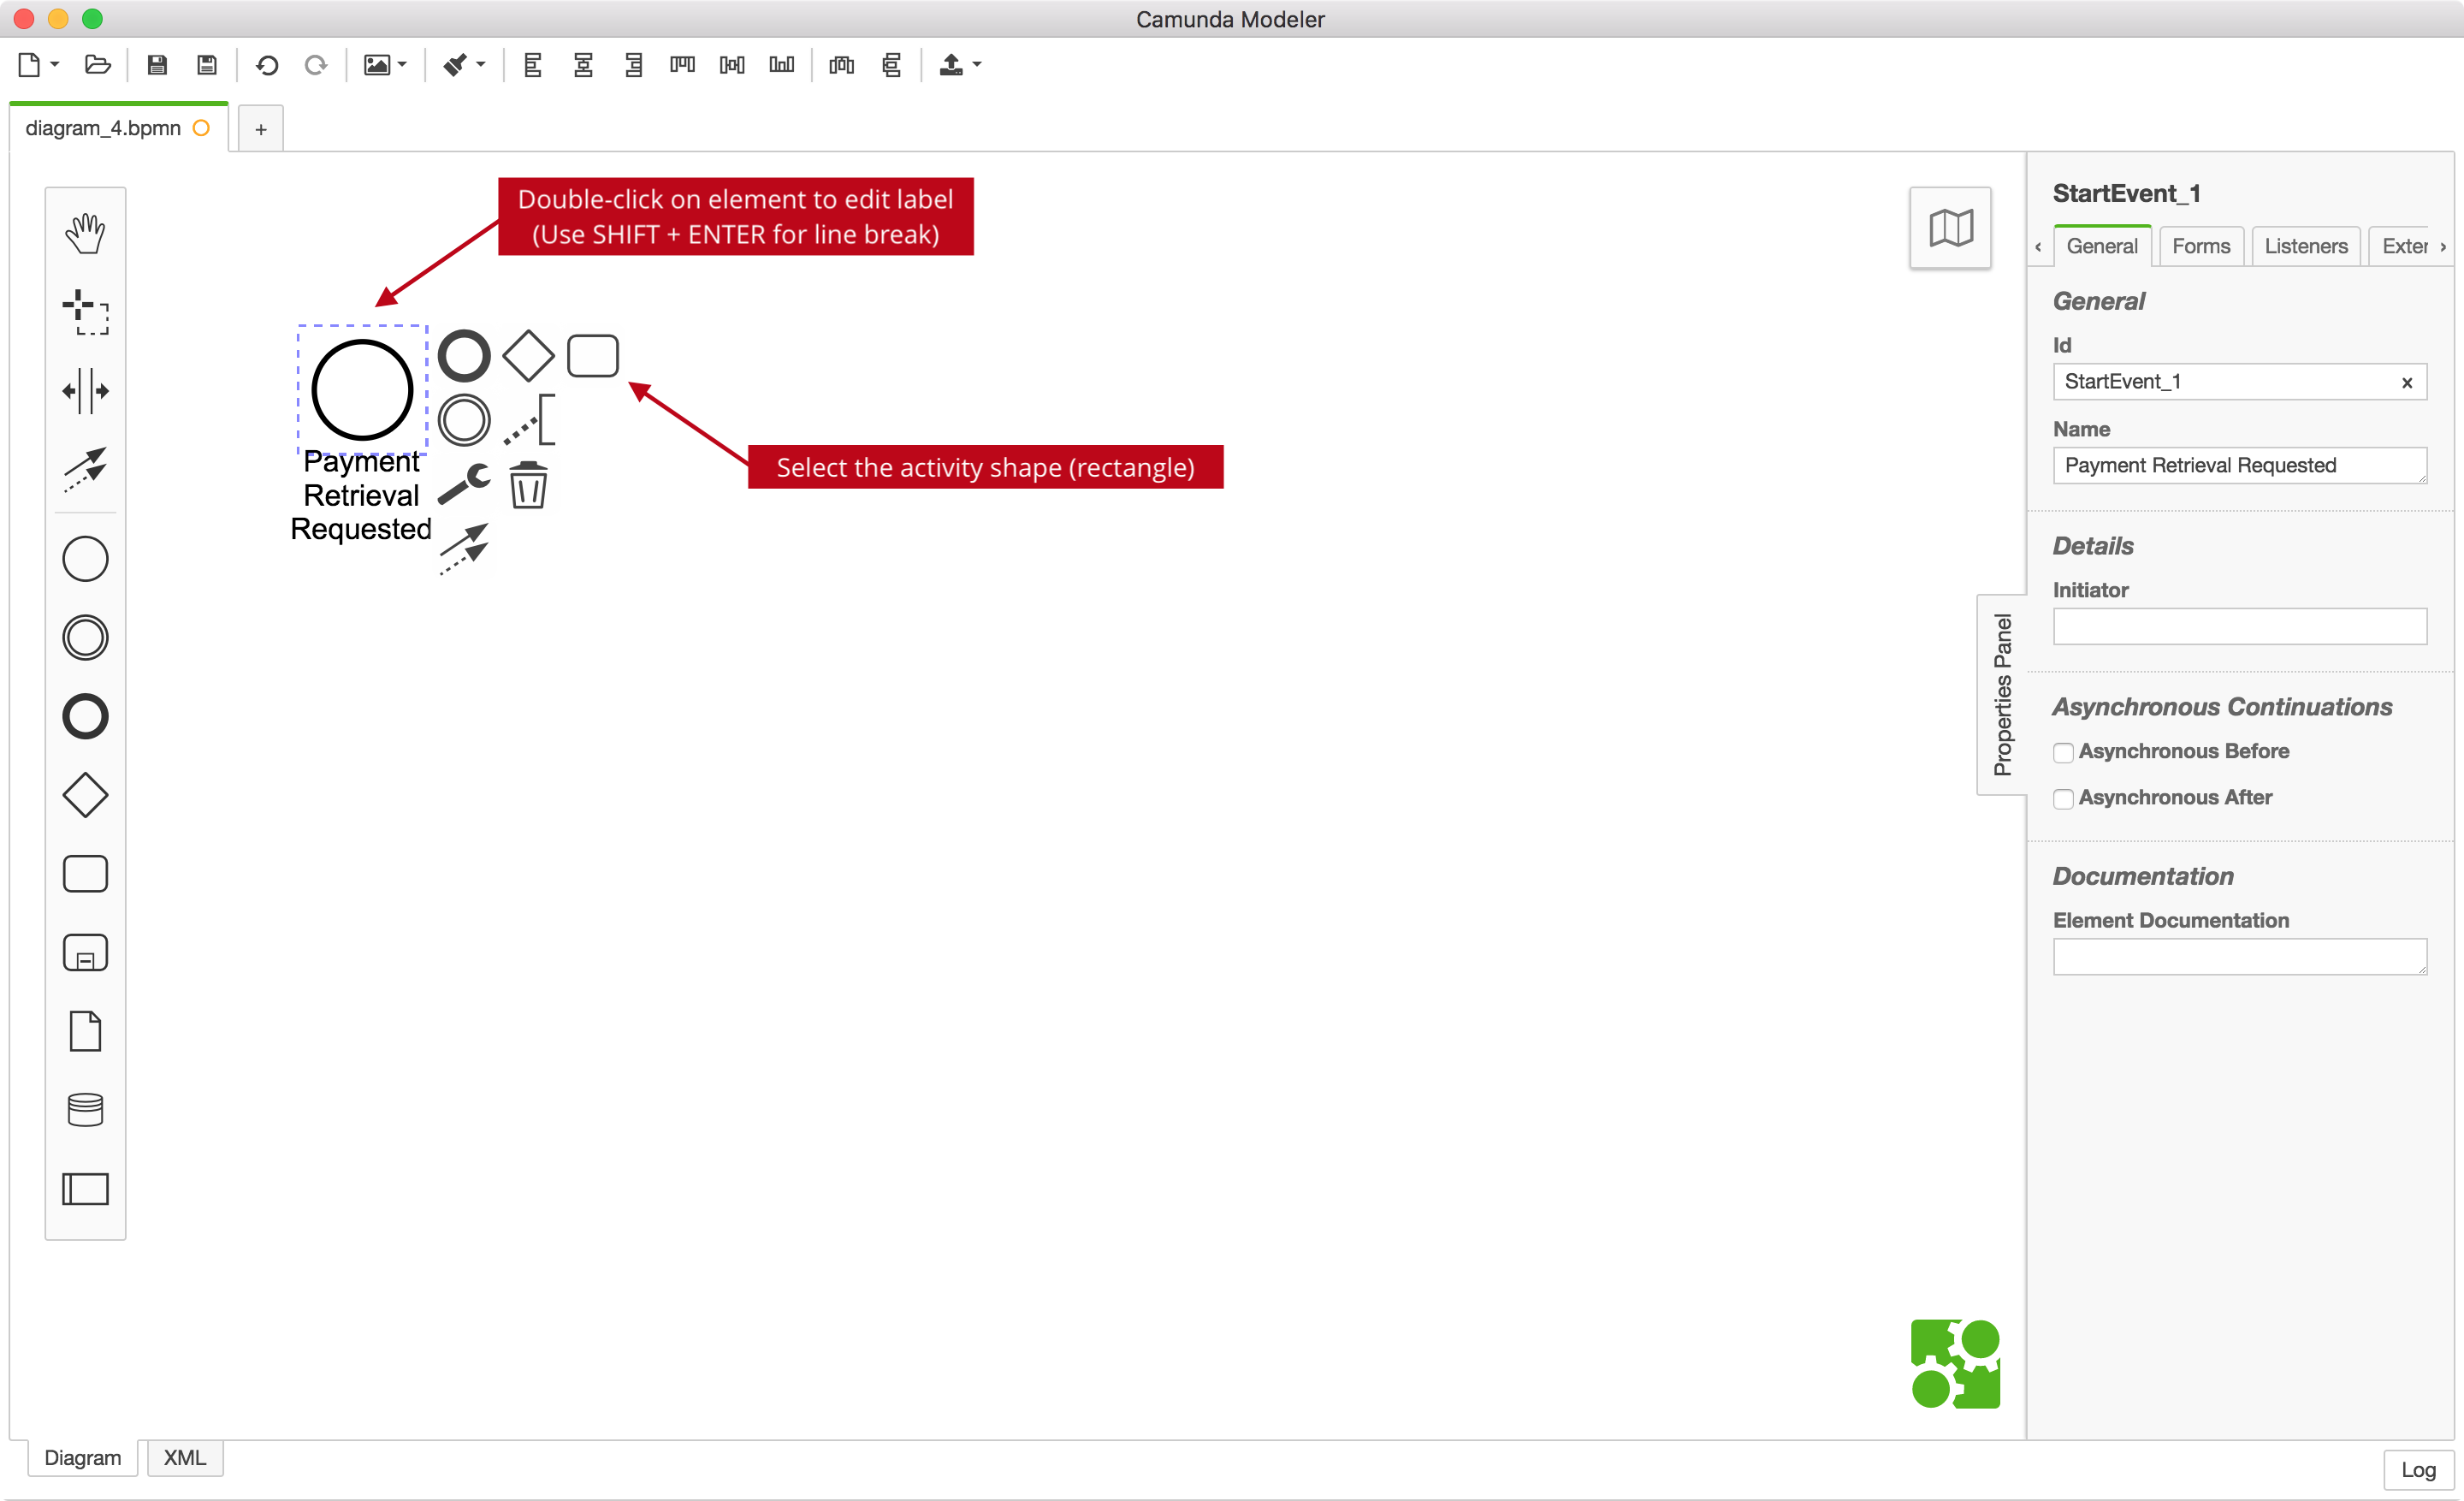 Camunda Modeler
diagram_4.bpmn
+
Double-click on element to edit label
(Use SHIFT + ENTER for line break)
Payment
Retrieval
Requested
Select the activity shape (rectangle)
StartEvent_1
‹ General Forms Listeners Exter ›
General
Id
StartEvent_1 ×
Name
Payment Retrieval Requested
Details
Initiator
Properties Panel
Asynchronous Continuations
Asynchronous Before
Asynchronous After
Documentation
Element Documentation
Diagram XML
Log